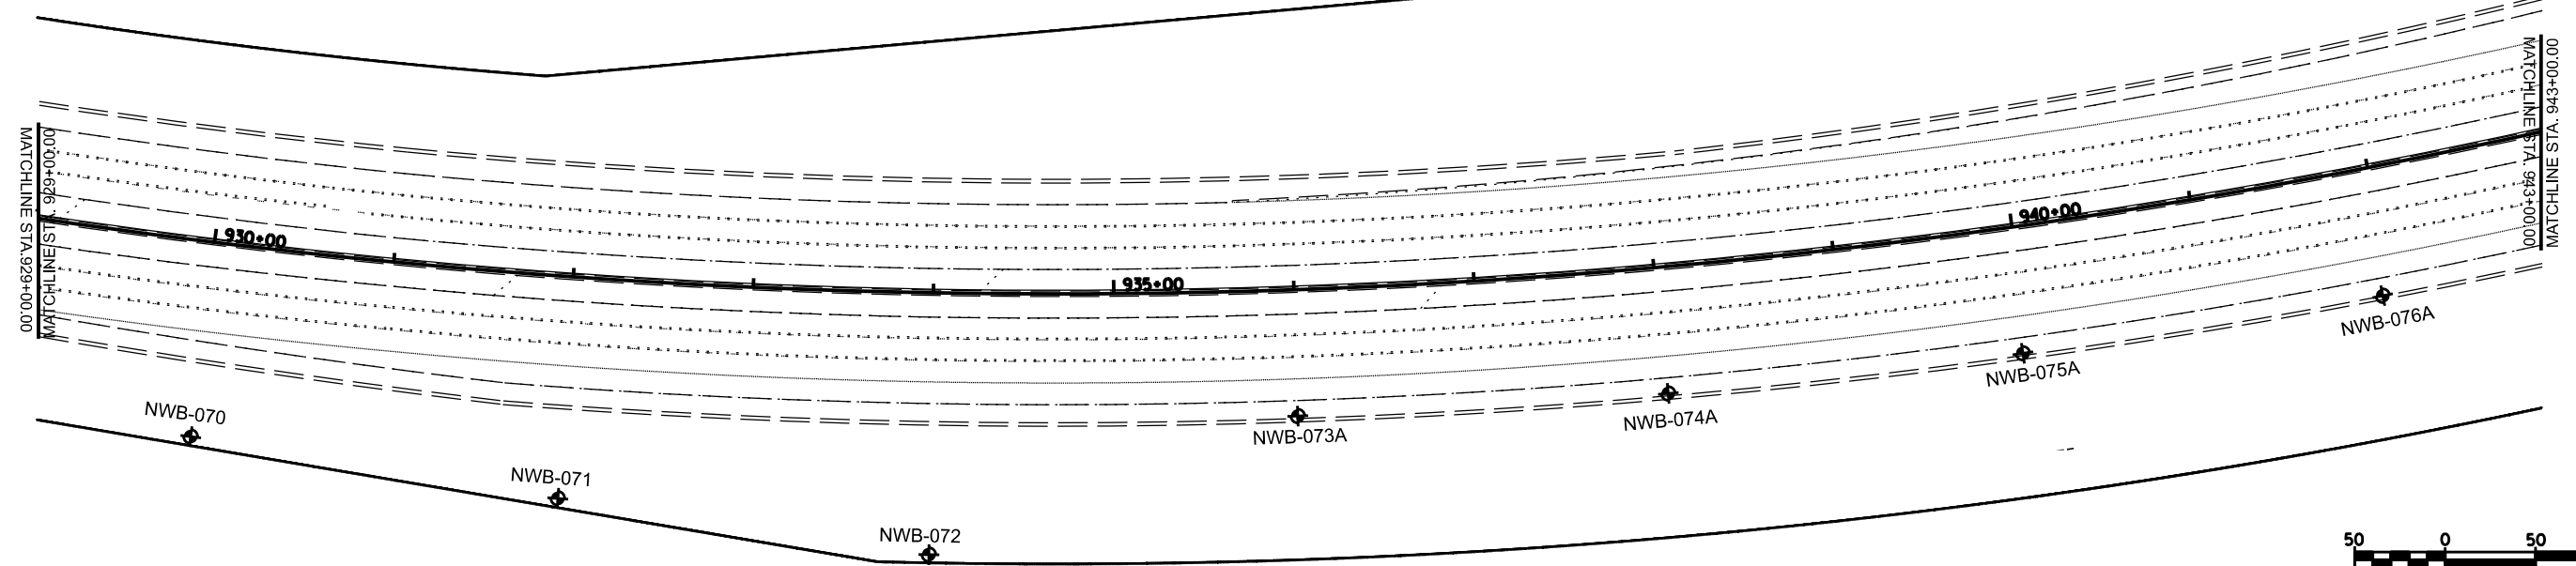 MATCHLINE STA.929+00.00
MATCHLINE STA. 929+00.00
930+00
935+00
940+00
MATCHLINE STA. 943+00.00
MATCHLINE STA. 943+00.00
NWB-070
NWB-071
NWB-072
NWB-073A
NWB-074A
NWB-075A
NWB-076A
50 0 50